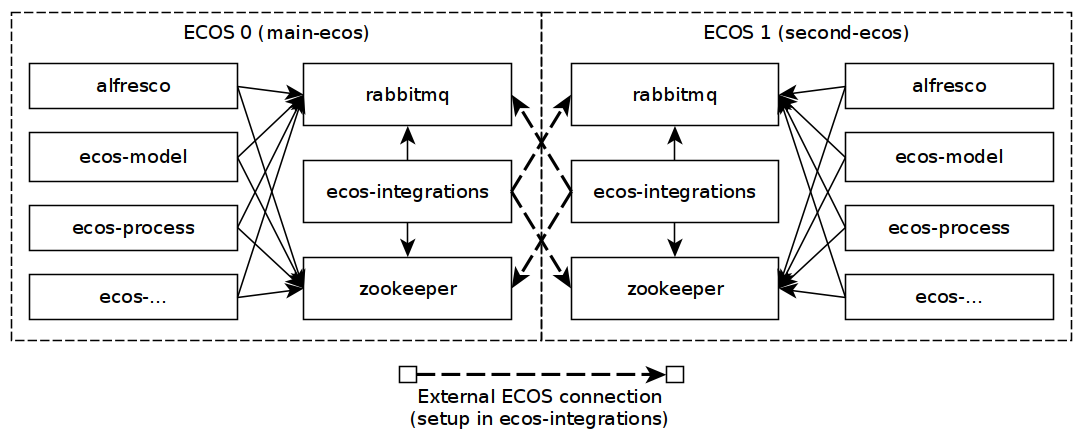 ECOS 0 (main-ecos)
alfresco
ecos-model
ecos-process
ecos-...
rabbitmq
ecos-integrations
zookeeper
ECOS 1 (second-ecos)
rabbitmq
ecos-integrations
zookeeper
alfresco
ecos-model
ecos-process
ecos-...
External ECOS connection
(setup in ecos-integrations)